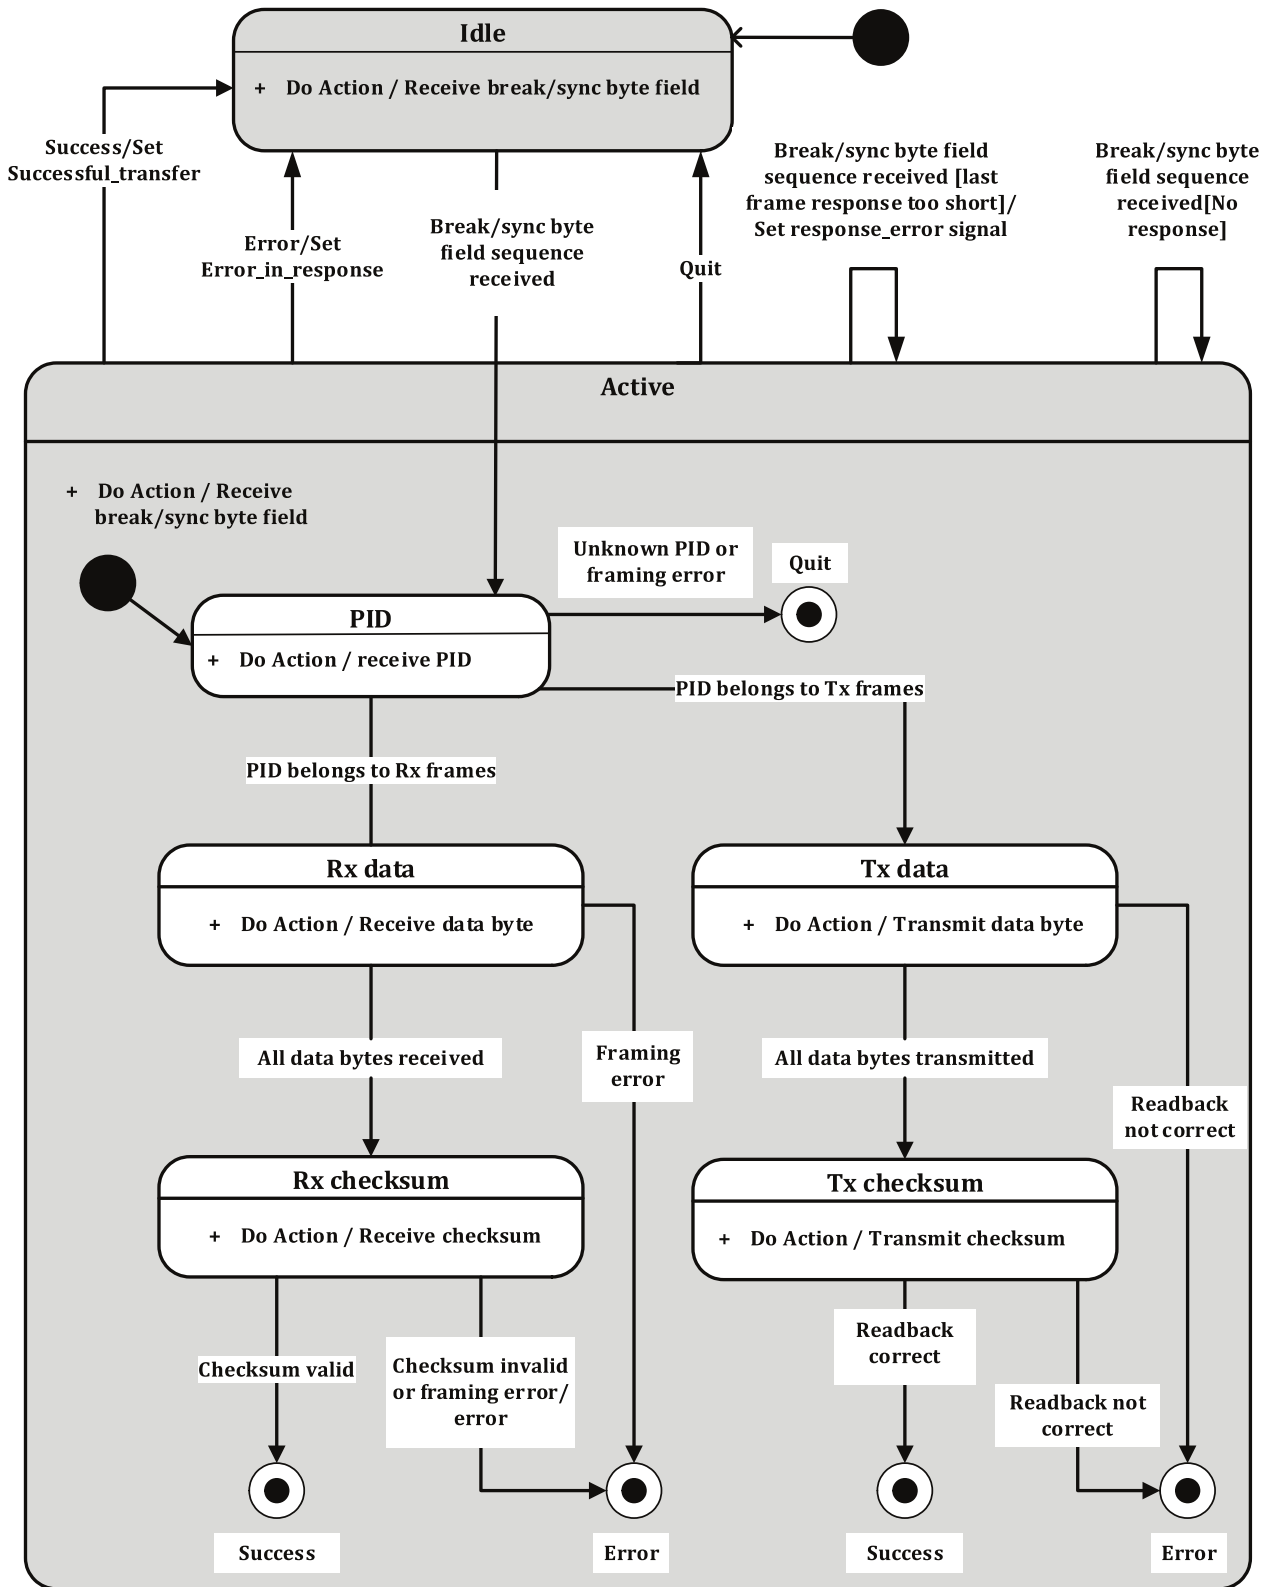 Idle
+ Do Action / Receive break/sync byte field
Success/Set
Successful_transfer
Error/Set
Error_in_response
Break/sync byte
field sequence
received
Quit
Break/sync byte field
sequence received [last
frame response too short]/
Set response_error signal
Break/sync byte
field sequence
received[No
response]
Active
+ Do Action / Receive
break/sync byte field
Unknown PID or
framing error
Quit
PID
+ Do Action / receive PID
PID belongs to Tx frames
PID belongs to Rx frames
Rx data
+ Do Action / Receive data byte
Tx data
+ Do Action / Transmit data byte
All data bytes received
Framing
error
All data bytes transmitted
Readback
not correct
Rx checksum
+ Do Action / Receive checksum
Tx checksum
+ Do Action / Transmit checksum
Checksum valid
Checksum invalid
or framing error/
error
Readback
correct
Readback not
correct
Success
Error
Success
Error